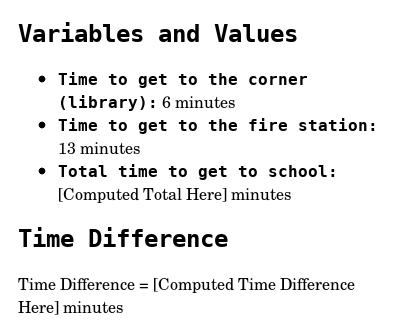 Variables and Values
Time to get to the corner
(library): 6 minutes
Time to get to the fire station:
13 minutes
Total time to get to school:
[Computed Total Here] minutes
Time Difference
Time Difference = [Computed Time Difference
Here] minutes